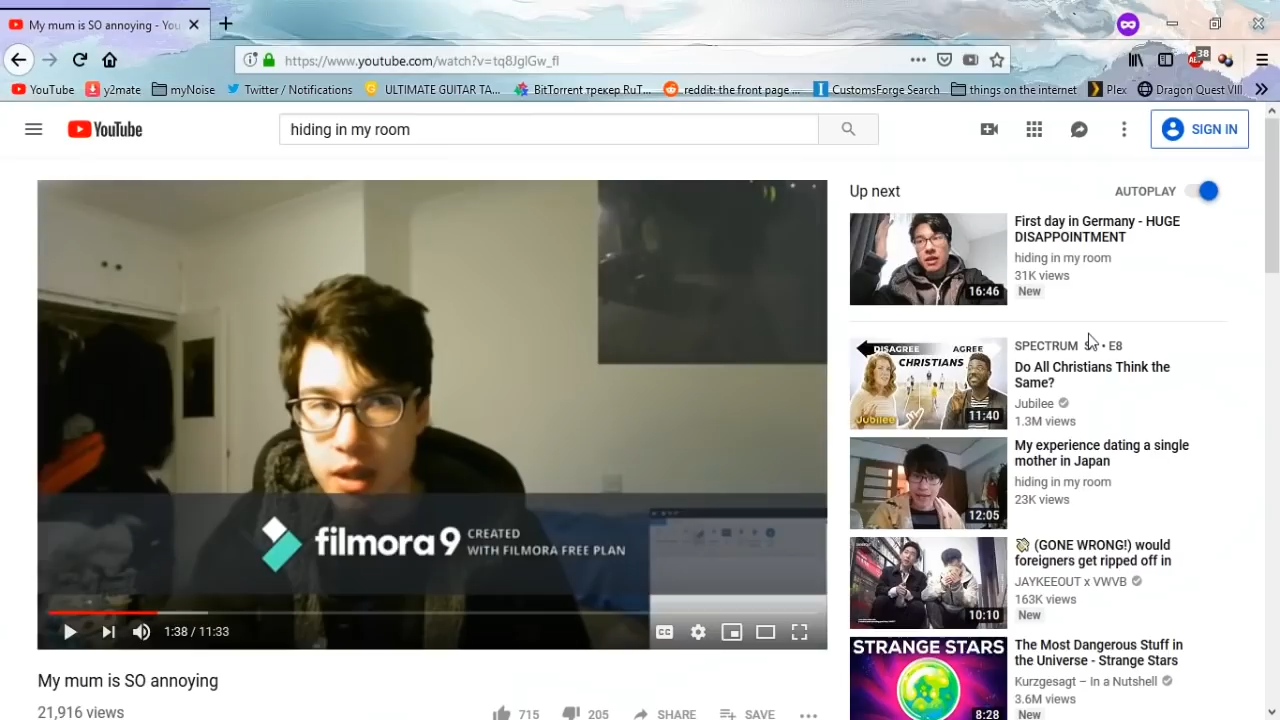 My mum is SO annoying - You
https://www.youtube.com/watch?v=tq8JglGw_fI
38
YouTube
y2mate
myNoise
Twitter / Notifications
ULTIMATE GUITAR TA...
BitTorrent трекер RuT...
reddit: the front page ...
CustomsForge Search
things on the internet
Plex
Dragon Quest VIII
YouTube
hiding in my room
SIGN IN
filmora9
CREATED
WITH FILMORA FREE PLAN
1:38 / 11:33
CC
My mum is SO annoying
21,916 views
715
205
SHARE
SAVE
Up next
AUTOPLAY
16:46
First day in Germany - HUGE
DISAPPOINTMENT
hiding in my room
31K views
New
DISAGREE
AGREE
CHRISTIANS
Jubilee
11:40
SPECTRUM
• E8
Do All Christians Think the
Same?
Jubilee
1.3M views
12:05
My experience dating a single
mother in Japan
hiding in my room
23K views
10:10
(GONE WRONG!) would
foreigners get ripped off in
JAYKEEOUT x VWVB
163K views
New
STRANGE STARS
8:28
The Most Dangerous Stuff in
the Universe - Strange Stars
Kurzgesagt – In a Nutshell
3.6M views
New